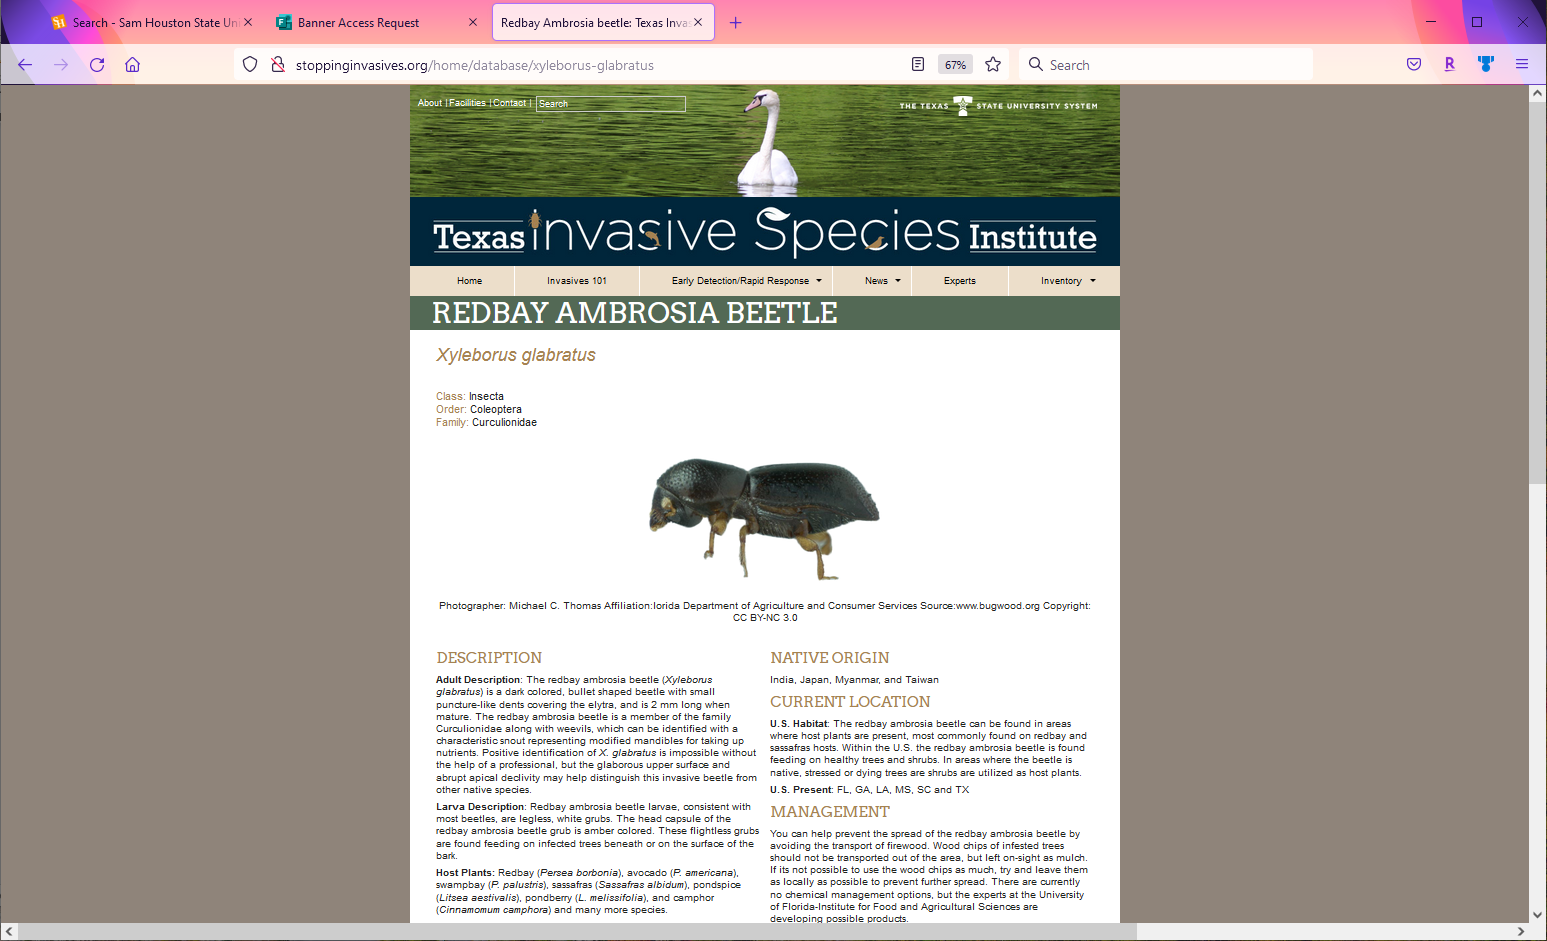 Search - Sam Houston State Uni
Banner Access Request
Redbay Ambrosia beetle: Texas Invas
stoppinginvasives.org/home/database/xyleborus-glabratus
67%
Search
About | Facilities | Contact |
Search
THE TEXAS STATE UNIVERSITY SYSTEM
Texas Invasive Species Institute
Home
Invasives 101
Early Detection/Rapid Response
News
Experts
Inventory
REDBAY AMBROSIA BEETLE
Xyleborus glabratus
Class: Insecta
Order: Coleoptera
Family: Curculionidae
Photographer: Michael C. Thomas Affiliation:lorida Department of Agriculture and Consumer Services Source:www.bugwood.org Copyright:
CC BY-NC 3.0
DESCRIPTION
Adult Description: The redbay ambrosia beetle (Xyleborus
glabratus) is a dark colored, bullet shaped beetle with small
puncture-like dents covering the elytra, and is 2 mm long when
mature. The redbay ambrosia beetle is a member of the family
Curculionidae along with weevils, which can be identified with a
characteristic snout representing modified mandibles for taking up
nutrients. Positive identification of X. glabratus is impossible without
the help of a professional, but the glaborous upper surface and
abrupt apical declivity may help distinguish this invasive beetle from
other native species.
Larva Description: Redbay ambrosia beetle larvae, consistent with
most beetles, are legless, white grubs. The head capsule of the
redbay ambrosia beetle grub is amber colored. These flightless grubs
are found feeding on infected trees beneath or on the surface of the
bark.
Host Plants: Redbay (Persea borbonia), avocado (P. americana),
swampbay (P. palustris), sassafras (Sassafras albidum), pondspice
(Litsea aestivalis), pondberry (L. melissifolia), and camphor
(Cinnamomum camphora) and many more species.
NATIVE ORIGIN
India, Japan, Myanmar, and Taiwan
CURRENT LOCATION
U.S. Habitat: The redbay ambrosia beetle can be found in areas
where host plants are present, most commonly found on redbay and
sassafras hosts. Within the U.S. the redbay ambrosia beetle is found
feeding on healthy trees and shrubs. In areas where the beetle is
native, stressed or dying trees are shrubs are utilized as host plants.
U.S. Present: FL, GA, LA, MS, SC and TX
MANAGEMENT
You can help prevent the spread of the redbay ambrosia beetle by
avoiding the transport of firewood. Wood chips of infested trees
should not be transported out of the area, but left on-sight as mulch.
If its not possible to use the wood chips as much, try and leave them
as locally as possible to prevent further spread. There are currently
no chemical management options, but the experts at the University
of Florida-Institute for Food and Agricultural Sciences are
developing possible products.